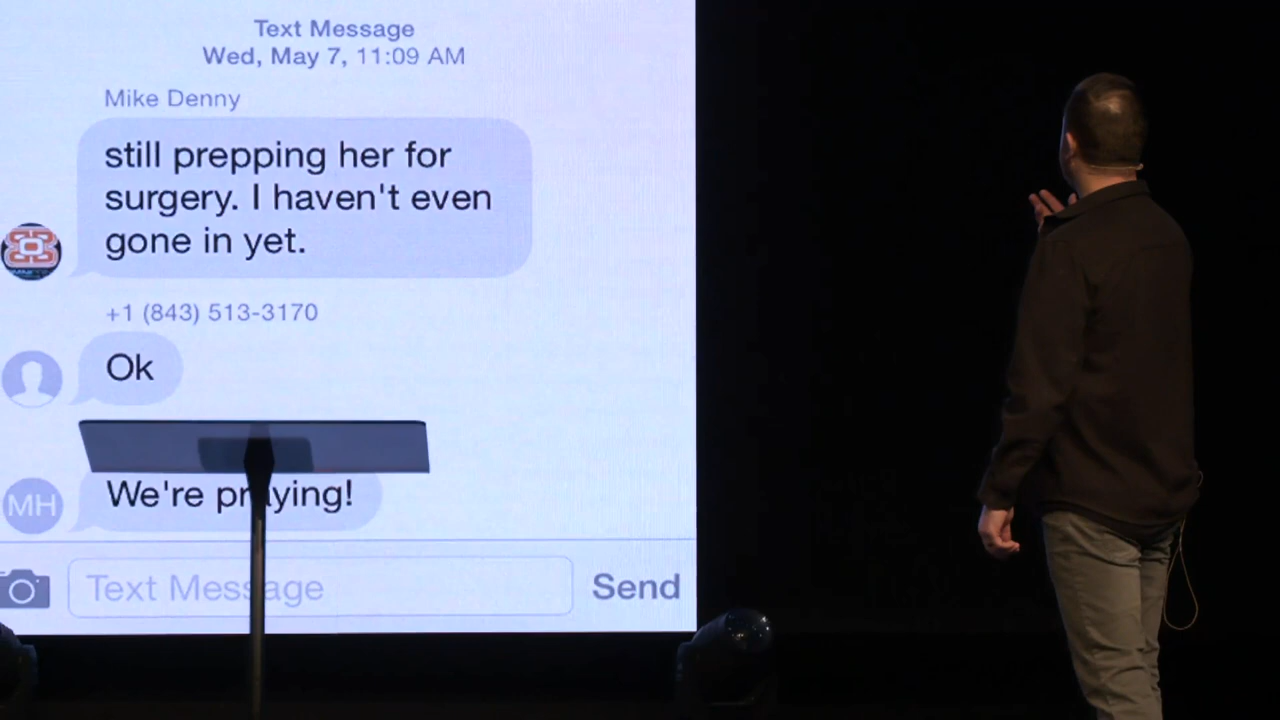 Text Message
Wed, May 7, 11:09 AM
Mike Denny
still prepping her for
surgery. I haven't even
gone in yet.
+1 (843) 513-3170
Ok
We're praying!
MH
Text Message
Send